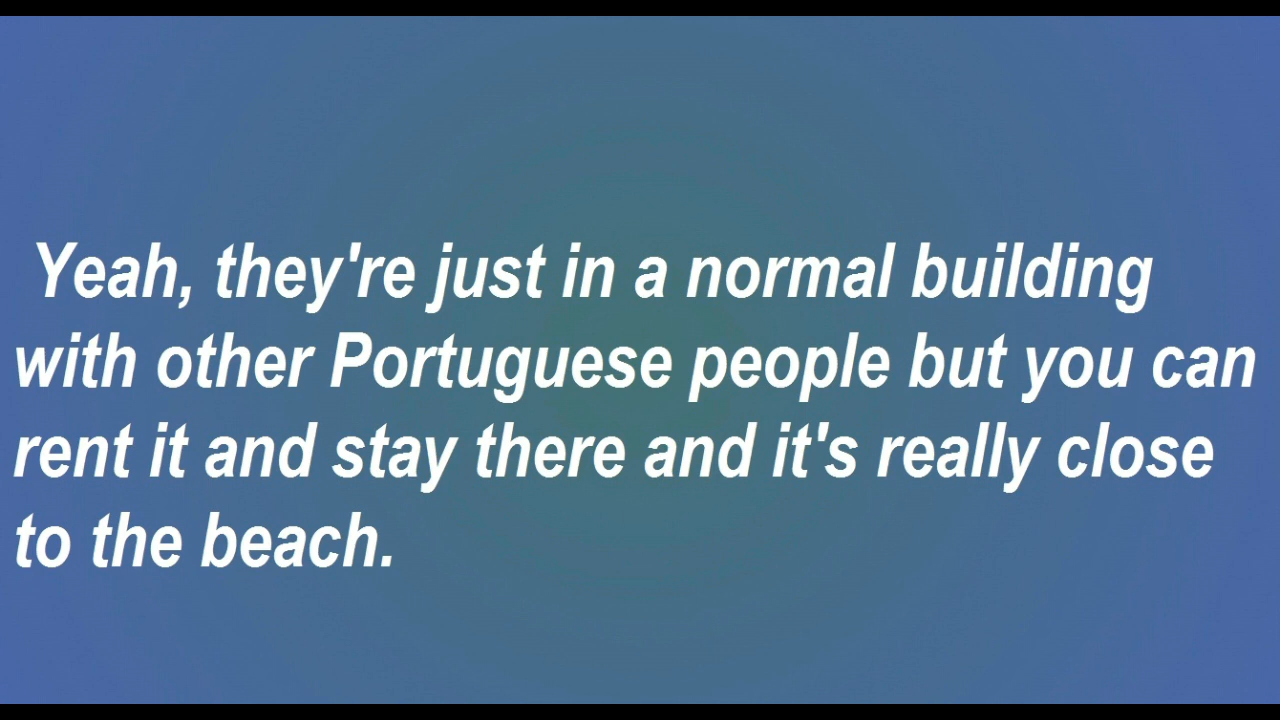 Yeah, they're just in a normal building
with other Portuguese people but you can
rent it and stay there and it's really close
to the beach.